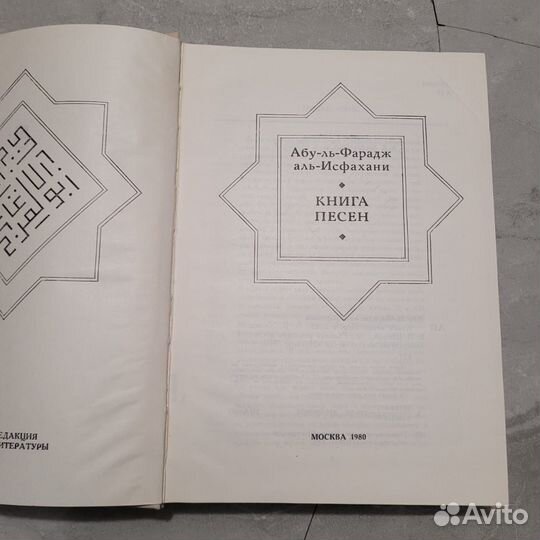 ЕДАКЦИЯ
ИТЕРАТУРЫ
Абу-ль-Фарадж
аль-Исфахани
КНИГА
ПЕСЕН
МОСКВА 1980
Avito